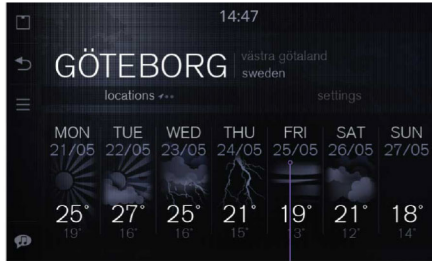 14:47
GÖTEBORG
västra götaland
sweden
locations
settings
MON TUE WED THU FRI SAT SUN
21/05 22/05 23/05 24/05 25/05 26/05 27/05
25° 27° 25° 21° 19° 21° 18°
19° 16° 16° 15° 13° 12° 14°